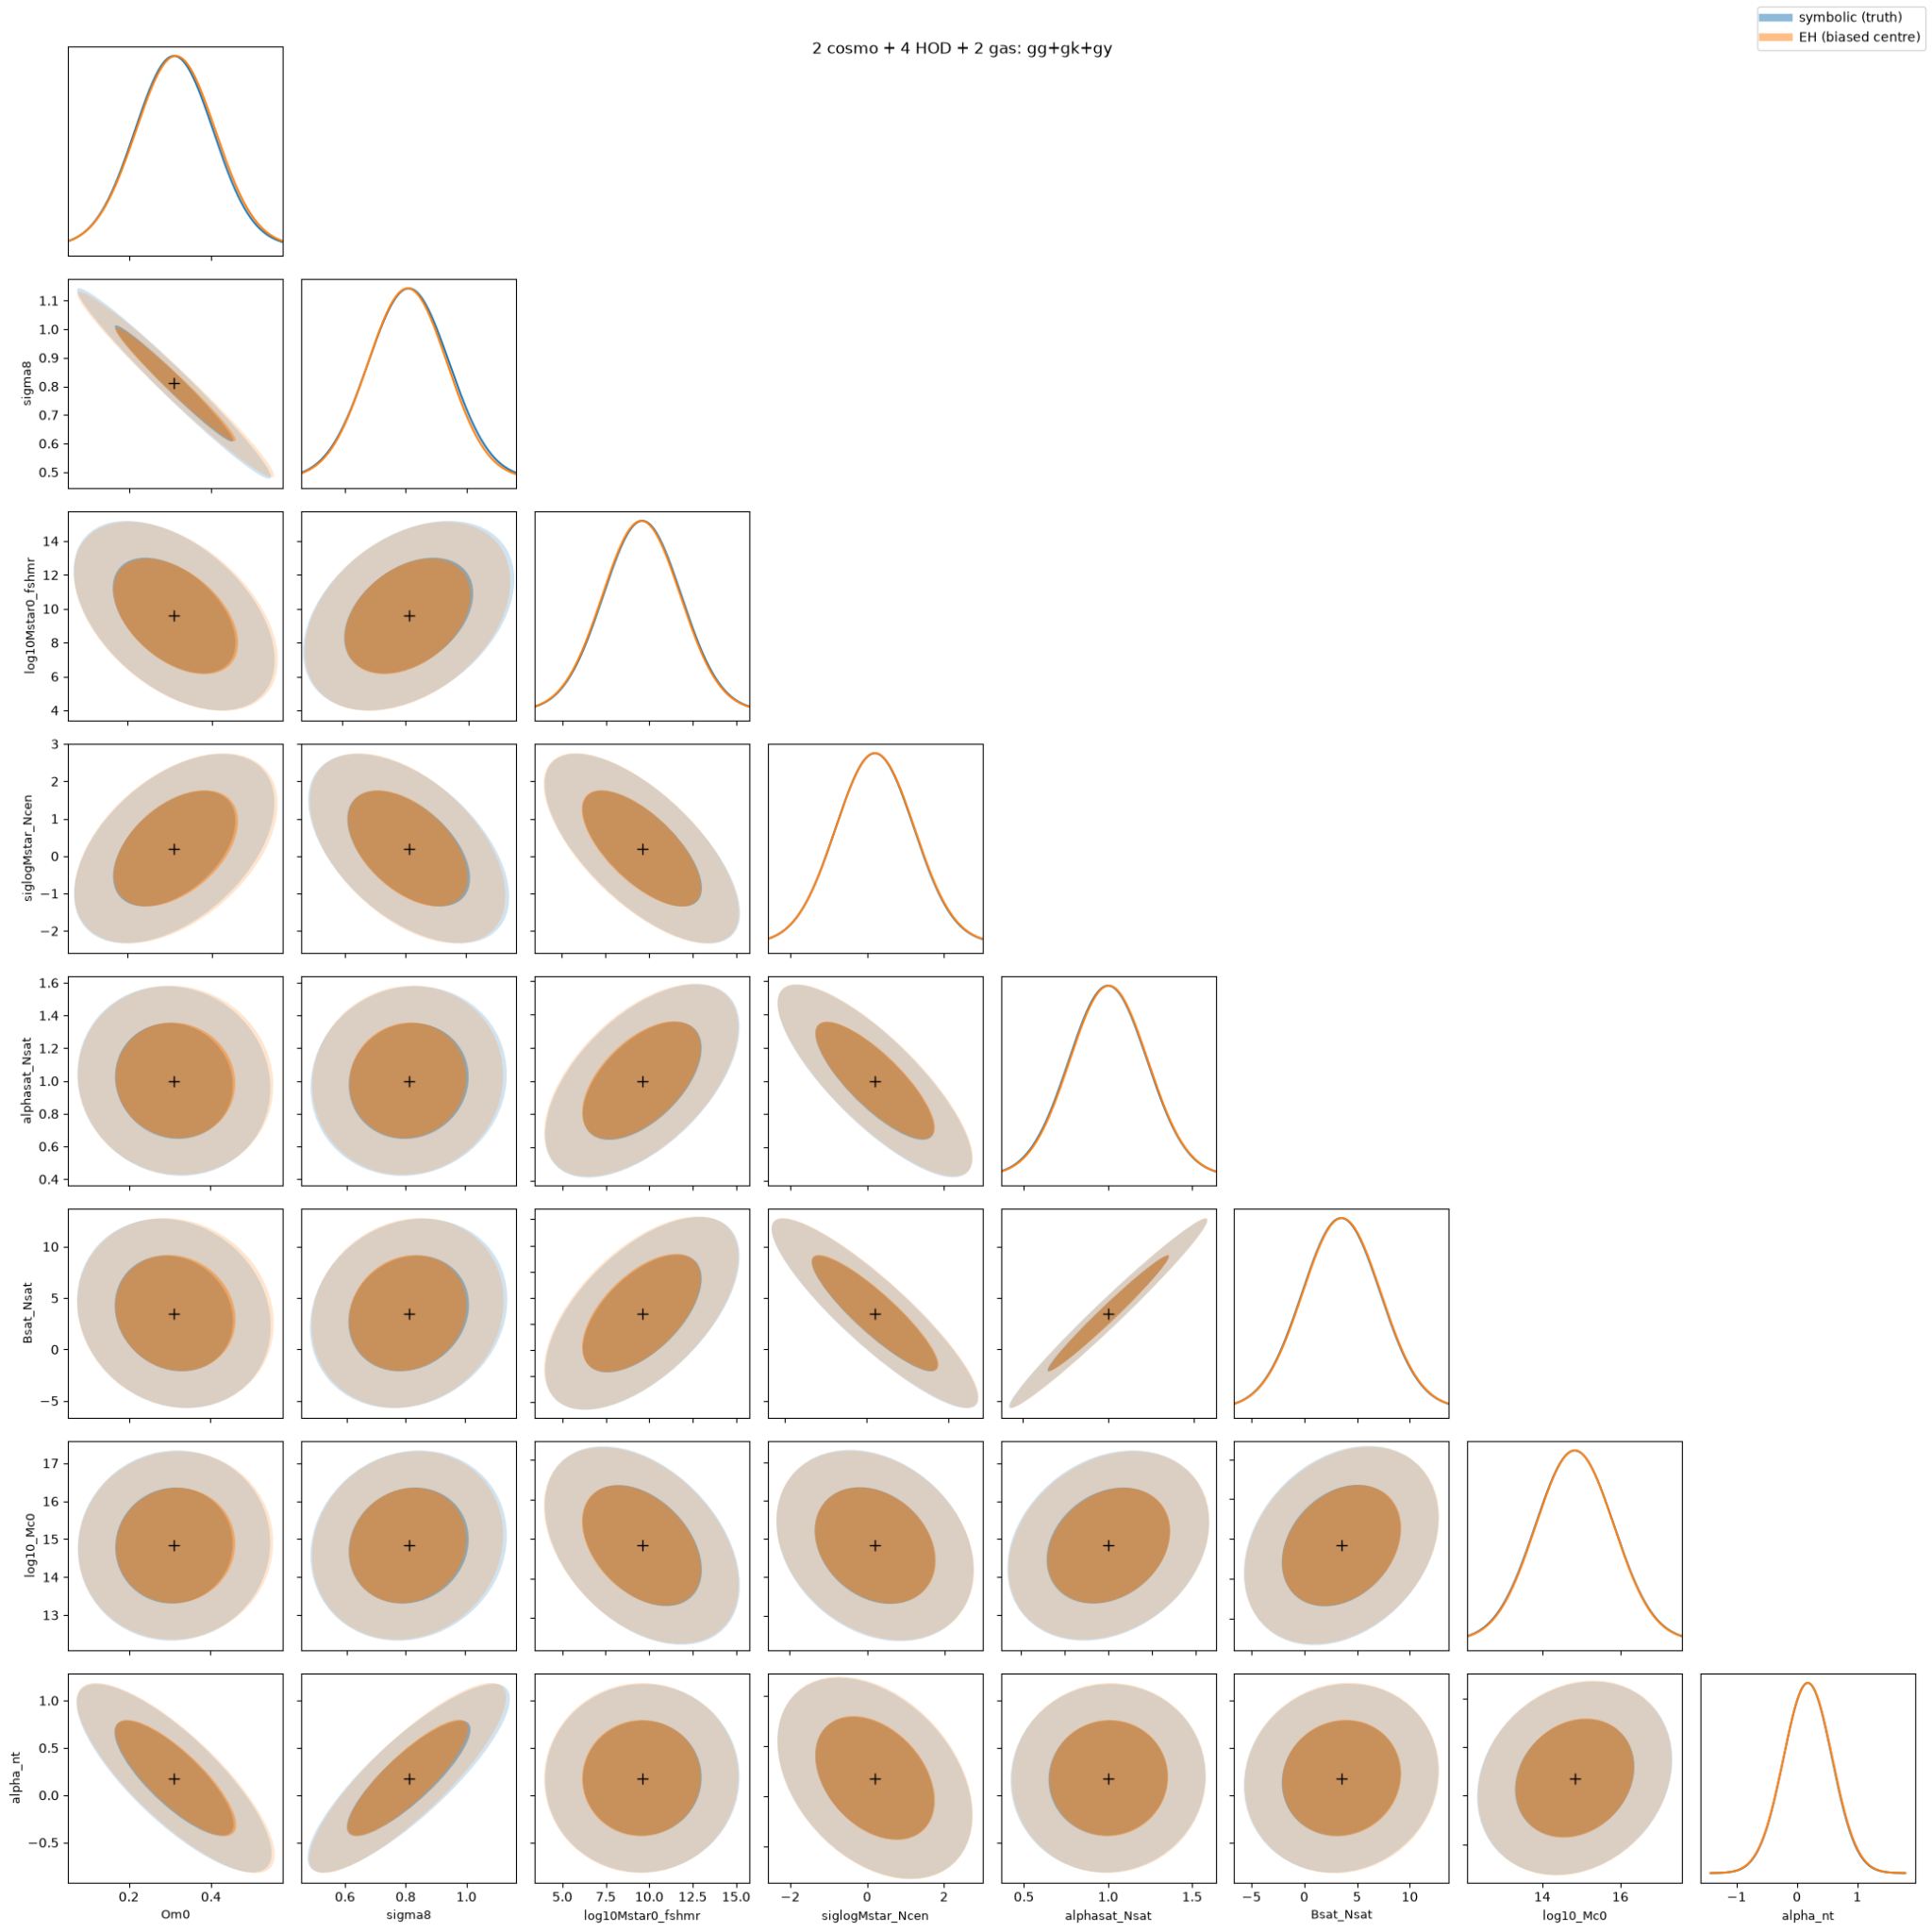 symbolic (truth)
EH (biased centre)
2 cosmo + 4 HOD + 2 gas: gg+gk+gy
sigma8
1.1
1.0
0.9
0.8
0.7
0.6
0.5
log10Mstar0_fshmr
14
12
10
8
6
4
siglogMstar_Ncen
3
2
1
0
−1
−2
alphasat_Nsat
1.6
1.4
1.2
1.0
0.8
0.6
0.4
Bsat_Nsat
10
5
0
−5
log10_Mc0
17
16
15
14
13
alpha_nt
1.0
0.5
0.0
−0.5
0.2 0.4
0.6 0.8 1.0
5.0 7.5 10.0 12.5 15.0
−2 0 2
0.5 1.0 1.5
−5 0 5 10
14 16
−1 0 1
Om0
sigma8
log10Mstar0_fshmr
siglogMstar_Ncen
alphasat_Nsat
Bsat_Nsat
log10_Mc0
alpha_nt